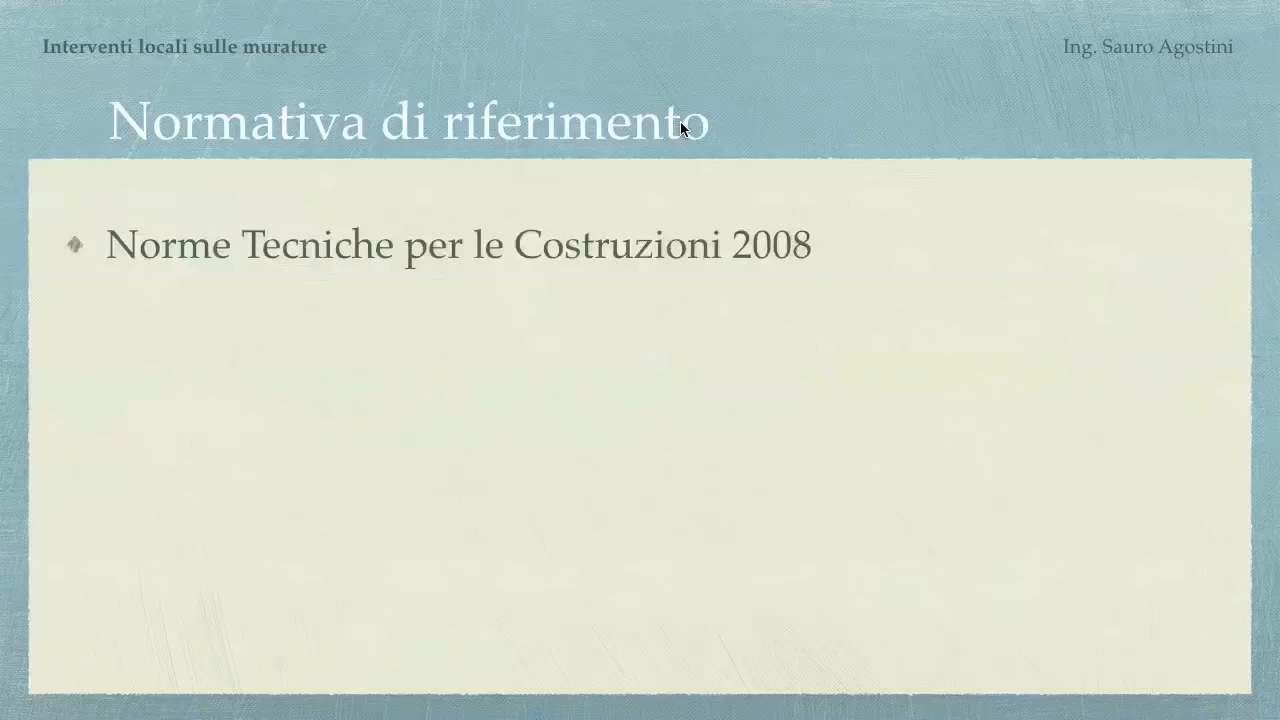 Interventi locali sulle murature
Ing. Sauro Agostini
Normativa di riferimento
Norme Tecniche per le Costruzioni 2008